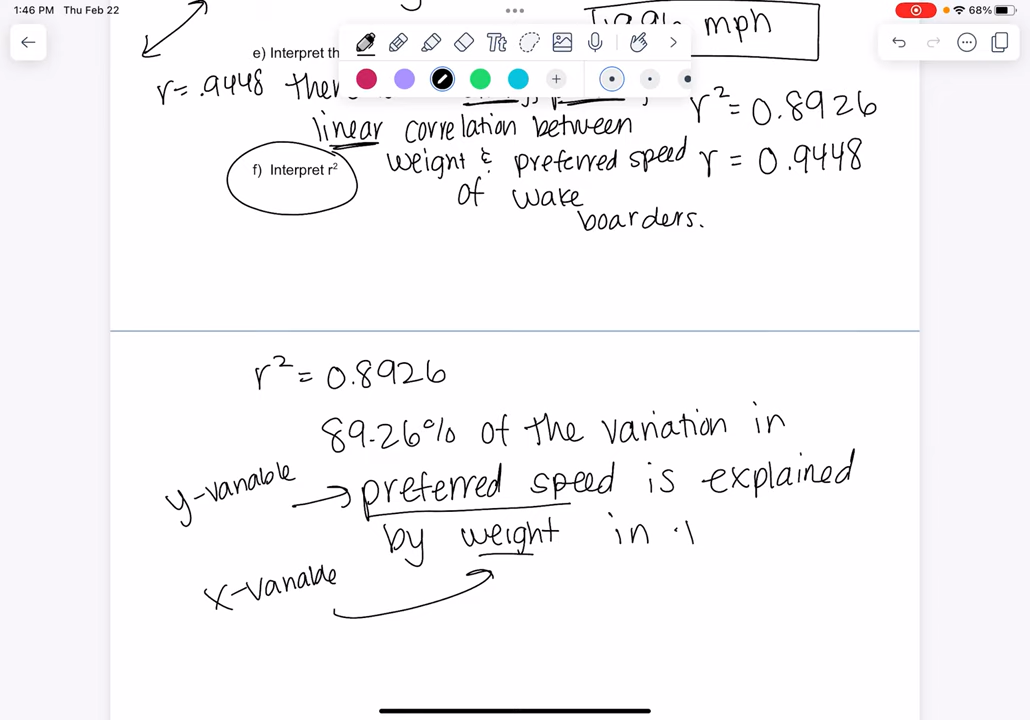 1:46 PM Thu Feb 22
68%
mph
e) Interpret th
Tt
r = .9448 ther
linear correlation between
weight & preferred speed
of wake
boarders.
r² = 0.8926
r = 0.9448
f) Interpret r²
r² = 0.8926
89.26% of the variation in
y-variable → preferred speed is explained
by weight in
x-variable